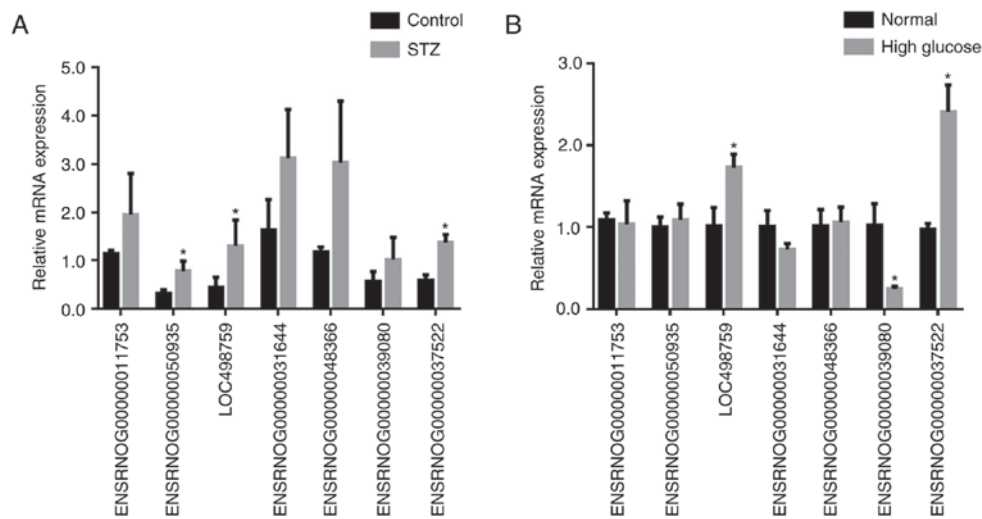 A
Control
STZ
Relative mRNA expression
5.0
4.0
3.0
2.0
1.0
0.0
*
*
*
ENSRNOG00000011753
ENSRNOG00000050935
LOC498759
ENSRNOG00000031644
ENSRNOG00000048366
ENSRNOG00000039080
ENSRNOG00000037522
B
Normal
High glucose
Relative mRNA expression
3.0
2.0
1.0
0.0
*
*
*
ENSRNOG00000011753
ENSRNOG00000050935
LOC498759
ENSRNOG00000031644
ENSRNOG00000048366
ENSRNOG00000039080
ENSRNOG00000037522